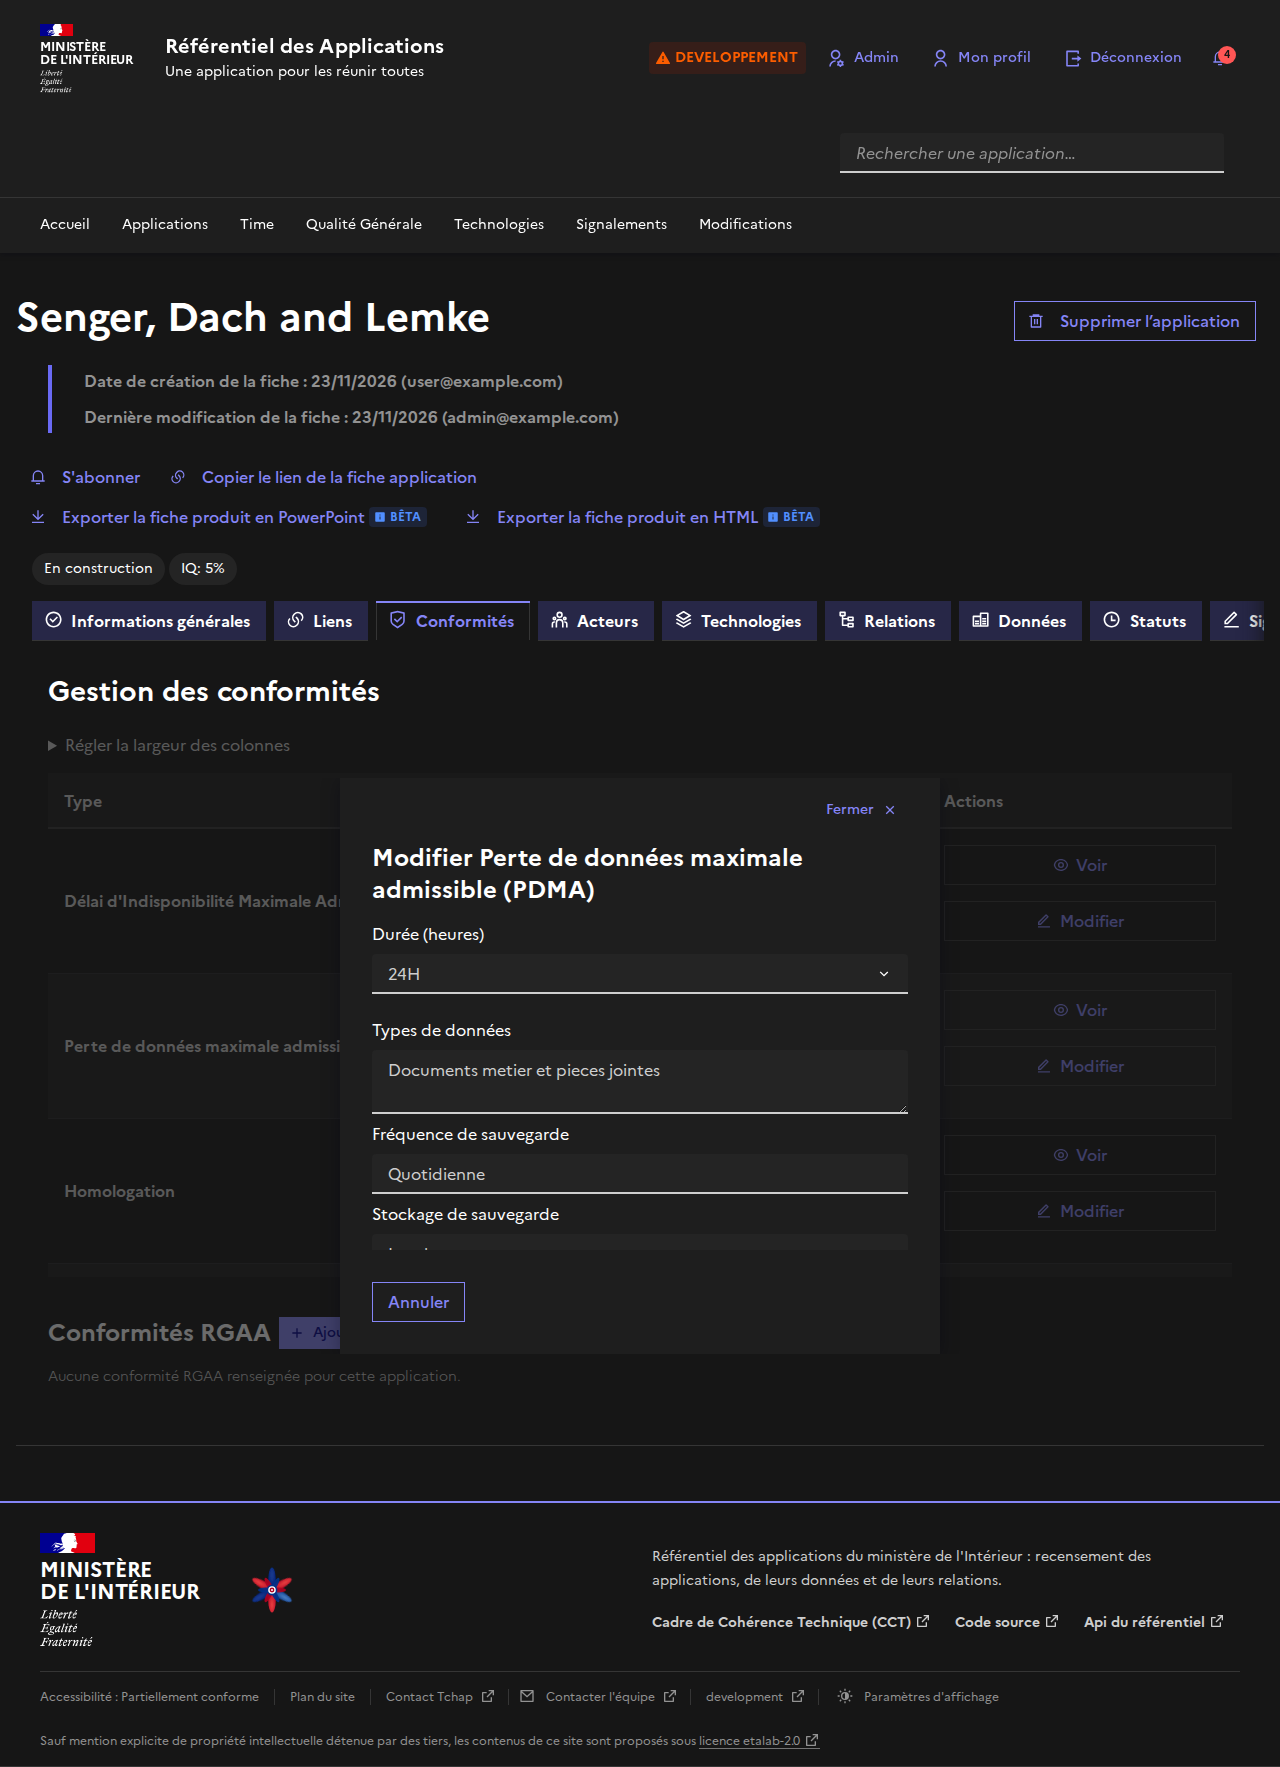 MINISTÈRE
DE L'INTÉRIEUR
Liberté
Égalité
Fraternité
Référentiel des Applications
Une application pour les réunir toutes
DEVELOPPEMENT
Admin
Mon profil
Déconnexion
4
Rechercher une application...
Accueil
Applications
Time
Qualité Générale
Technologies
Signalements
Modifications
Senger, Dach and Lemke
Supprimer l'application
Date de création de la fiche : 23/11/2026 (user@example.com)
Dernière modification de la fiche : 23/11/2026 (admin@example.com)
S'abonner
Copier le lien de la fiche application
Exporter la fiche produit en PowerPoint BÊTA
Exporter la fiche produit en HTML BÊTA
En construction
IQ: 5%
Informations générales
Liens
Conformités
Acteurs
Technologies
Relations
Données
Statuts
Gestion des conformités
Régler la largeur des colonnes
Type
Actions
Délai d'Indisponibilité Maximale
Voir
Modifier
Perte de données maximale
Voir
Modifier
Homologation
Voir
Modifier
Fermer
Modifier Perte de données maximale
admissible (PDMA)
Durée (heures)
24H
Types de données
Documents metier et pieces jointes
Fréquence de sauvegarde
Quotidienne
Stockage de sauvegarde
Annuler
Conformités RGAA
Aucune conformité RGAA renseignée pour cette application.
MINISTÈRE
DE L'INTÉRIEUR
Liberté
Égalité
Fraternité
Référentiel des applications du ministère de l'Intérieur : recensement des
applications, de leurs données et de leurs relations.
Cadre de Cohérence Technique (CCT)
Code source
Api du référentiel
Accessibilité : Partiellement conforme
Plan du site
Contact Tchap
Contacter l'équipe
development
Paramètres d'affichage
Sauf mention explicite de propriété intellectuelle détenue par des tiers, les contenus de ce site sont proposés sous licence etalab-2.0